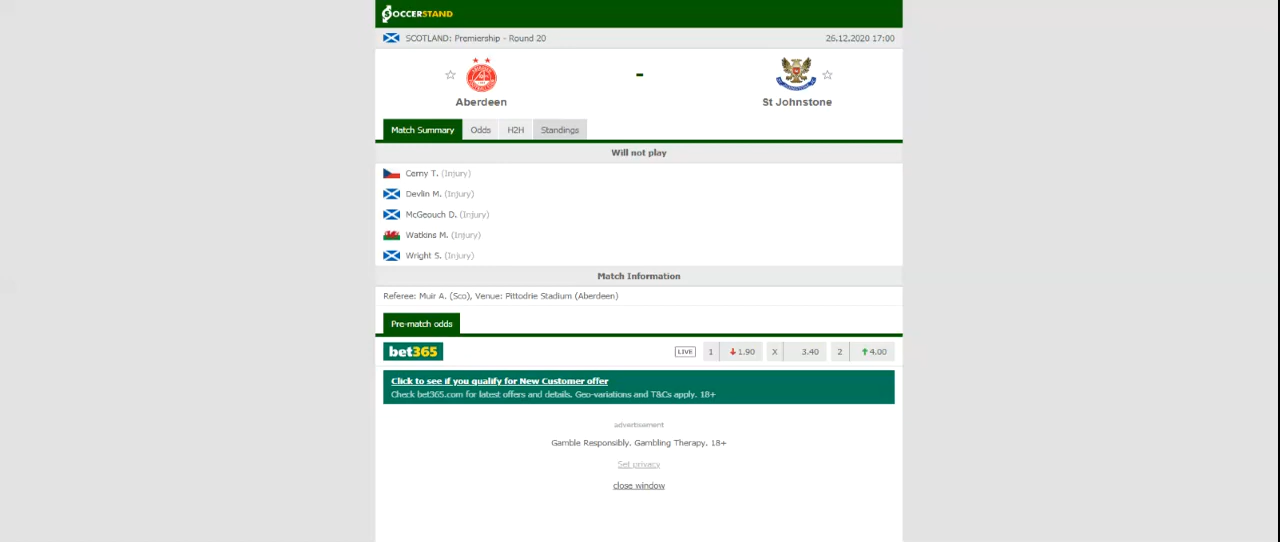 SOCCERSTAND
SCOTLAND: Premiership - Round 20 26.12.2020 17:00
-
Aberdeen St Johnstone
Match Summary Odds H2H Standings
Will not play
Cerny T. (Injury)
Devlin M. (Injury)
McGeouch D. (Injury)
Watkins M. (Injury)
Wright S. (Injury)
Match Information
Referee: Muir A. (Sco), Venue: Pittodrie Stadium (Aberdeen)
Pre-match odds
bet365 LIVE 1 1.90 X 3.40 2 4.00
Click to see if you qualify for New Customer offer
Check bet365.com for latest offers and details. Geo-variations and T&Cs apply. 18+
advertisement
Gamble Responsibly. Gambling Therapy. 18+
Set privacy
close window